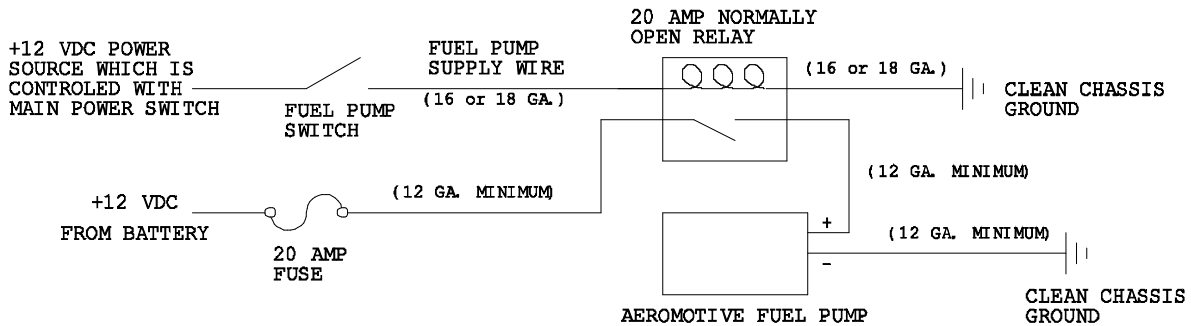 20 AMP NORMALLY
OPEN RELAY
+12 VDC POWER
SOURCE WHICH IS
CONTROLED WITH
MAIN POWER SWITCH
FUEL PUMP
SWITCH
FUEL PUMP
SUPPLY WIRE
(16 or 18 GA.)
(16 or 18 GA.)
CLEAN CHASSIS
GROUND
(12 GA. MINIMUM)
+12 VDC
FROM BATTERY
20 AMP
FUSE
(12 GA. MINIMUM)
+
-
(12 GA. MINIMUM)
CLEAN CHASSIS
GROUND
AEROMOTIVE FUEL PUMP